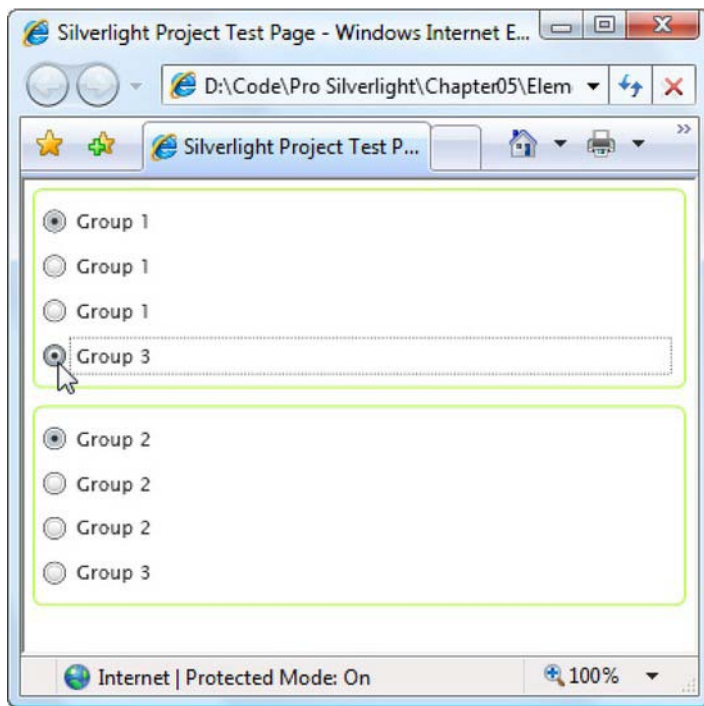 Silverlight Project Test Page - Windows Internet E...
D:\Code\Pro Silverlight\Chapter05\Elem
Silverlight Project Test P...
Group 1
Group 1
Group 1
Group 3
Group 2
Group 2
Group 2
Group 3
Internet | Protected Mode: On
100%